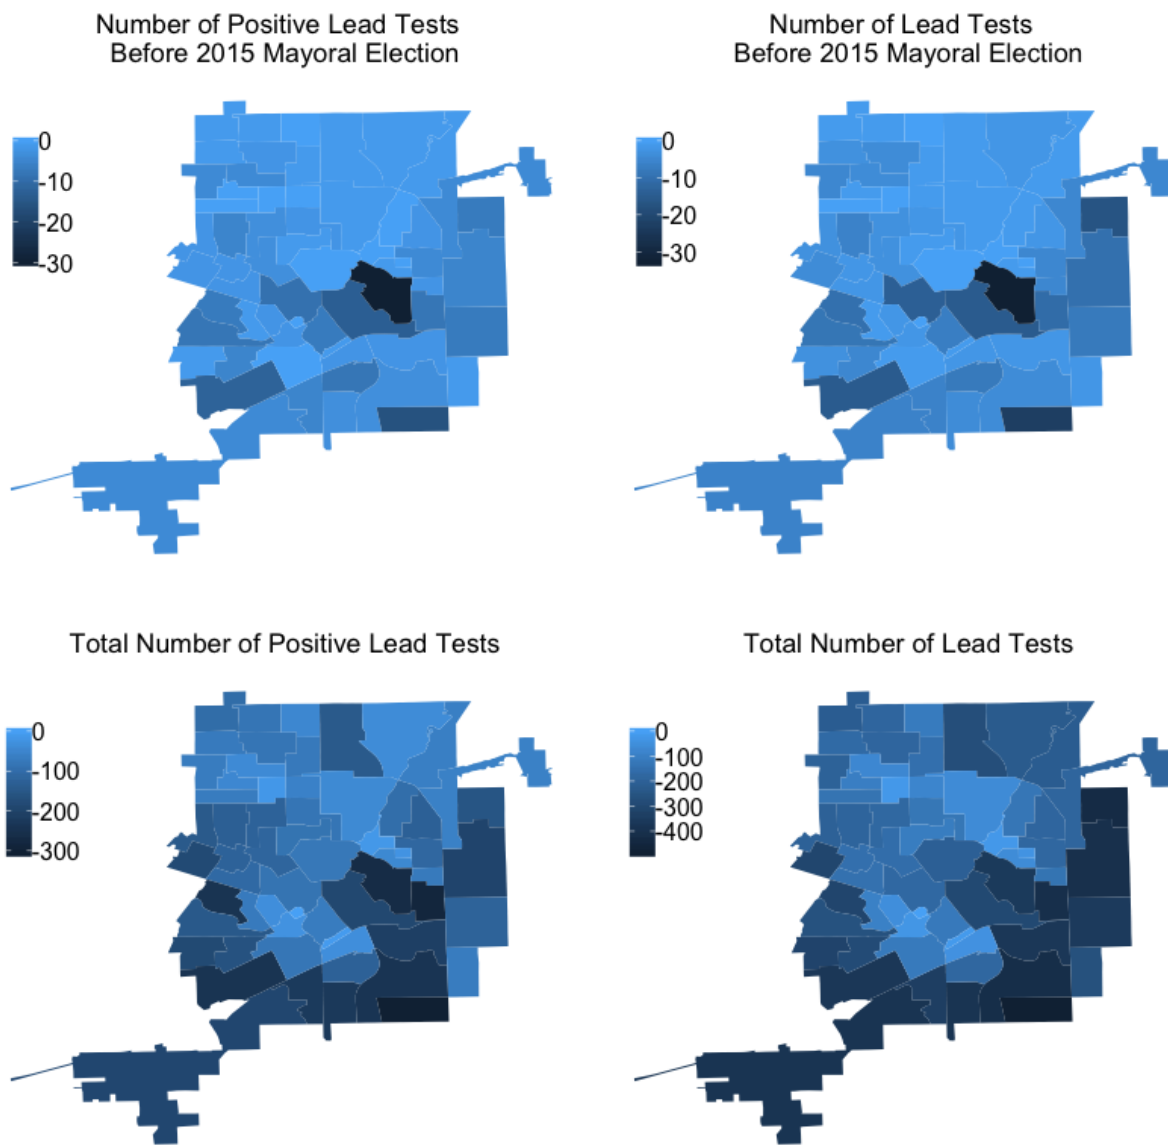 Number of Positive Lead Tests
Before 2015 Mayoral Election
0
-10
-20
-30
Number of Lead Tests
Before 2015 Mayoral Election
0
-10
-20
-30
Total Number of Positive Lead Tests
0
-100
-200
-300
Total Number of Lead Tests
0
-100
-200
-300
-400